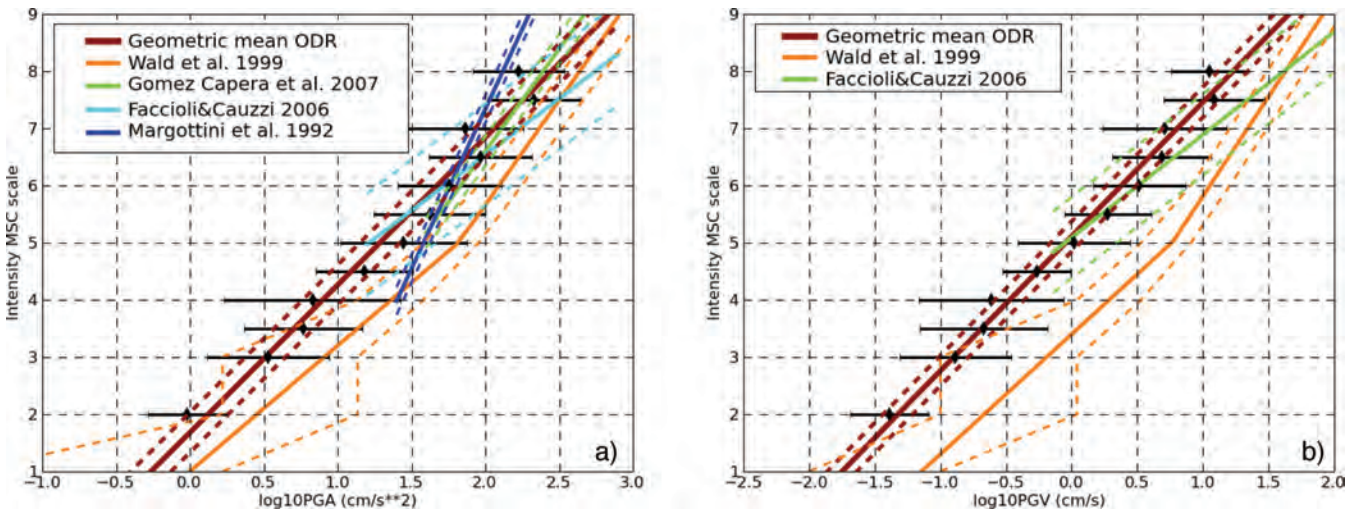 9
8
7
6
5
4
3
2
1
Intensity MSC scale
Geometric mean ODR
Wald et al. 1999
Gomez Capera et al. 2007
Faccioli&Cauzzi 2006
Margottini et al. 1992
a)
-1.0 -0.5 0.0 0.5 1.0 1.5 2.0 2.5 3.0
log10PGA (cm/s**2)
9
8
7
6
5
4
3
2
1
Intensity MSC scale
Geometric mean ODR
Wald et al. 1999
Faccioli&Cauzzi 2006
b)
-2.5 -2.0 -1.5 -1.0 -0.5 0.0 0.5 1.0 1.5 2.0
log10PGV (cm/s)